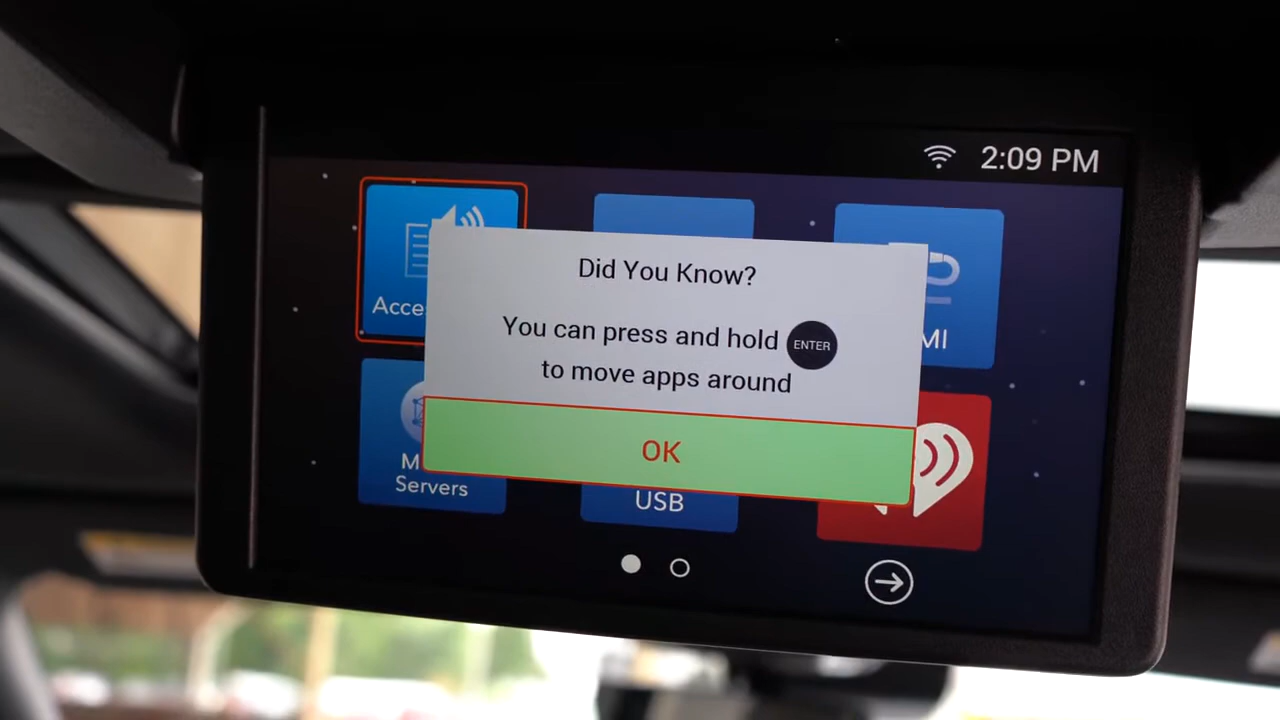 2:09 PM
Did You Know?
You can press and hold ENTER
to move apps around
OK
Servers
USB